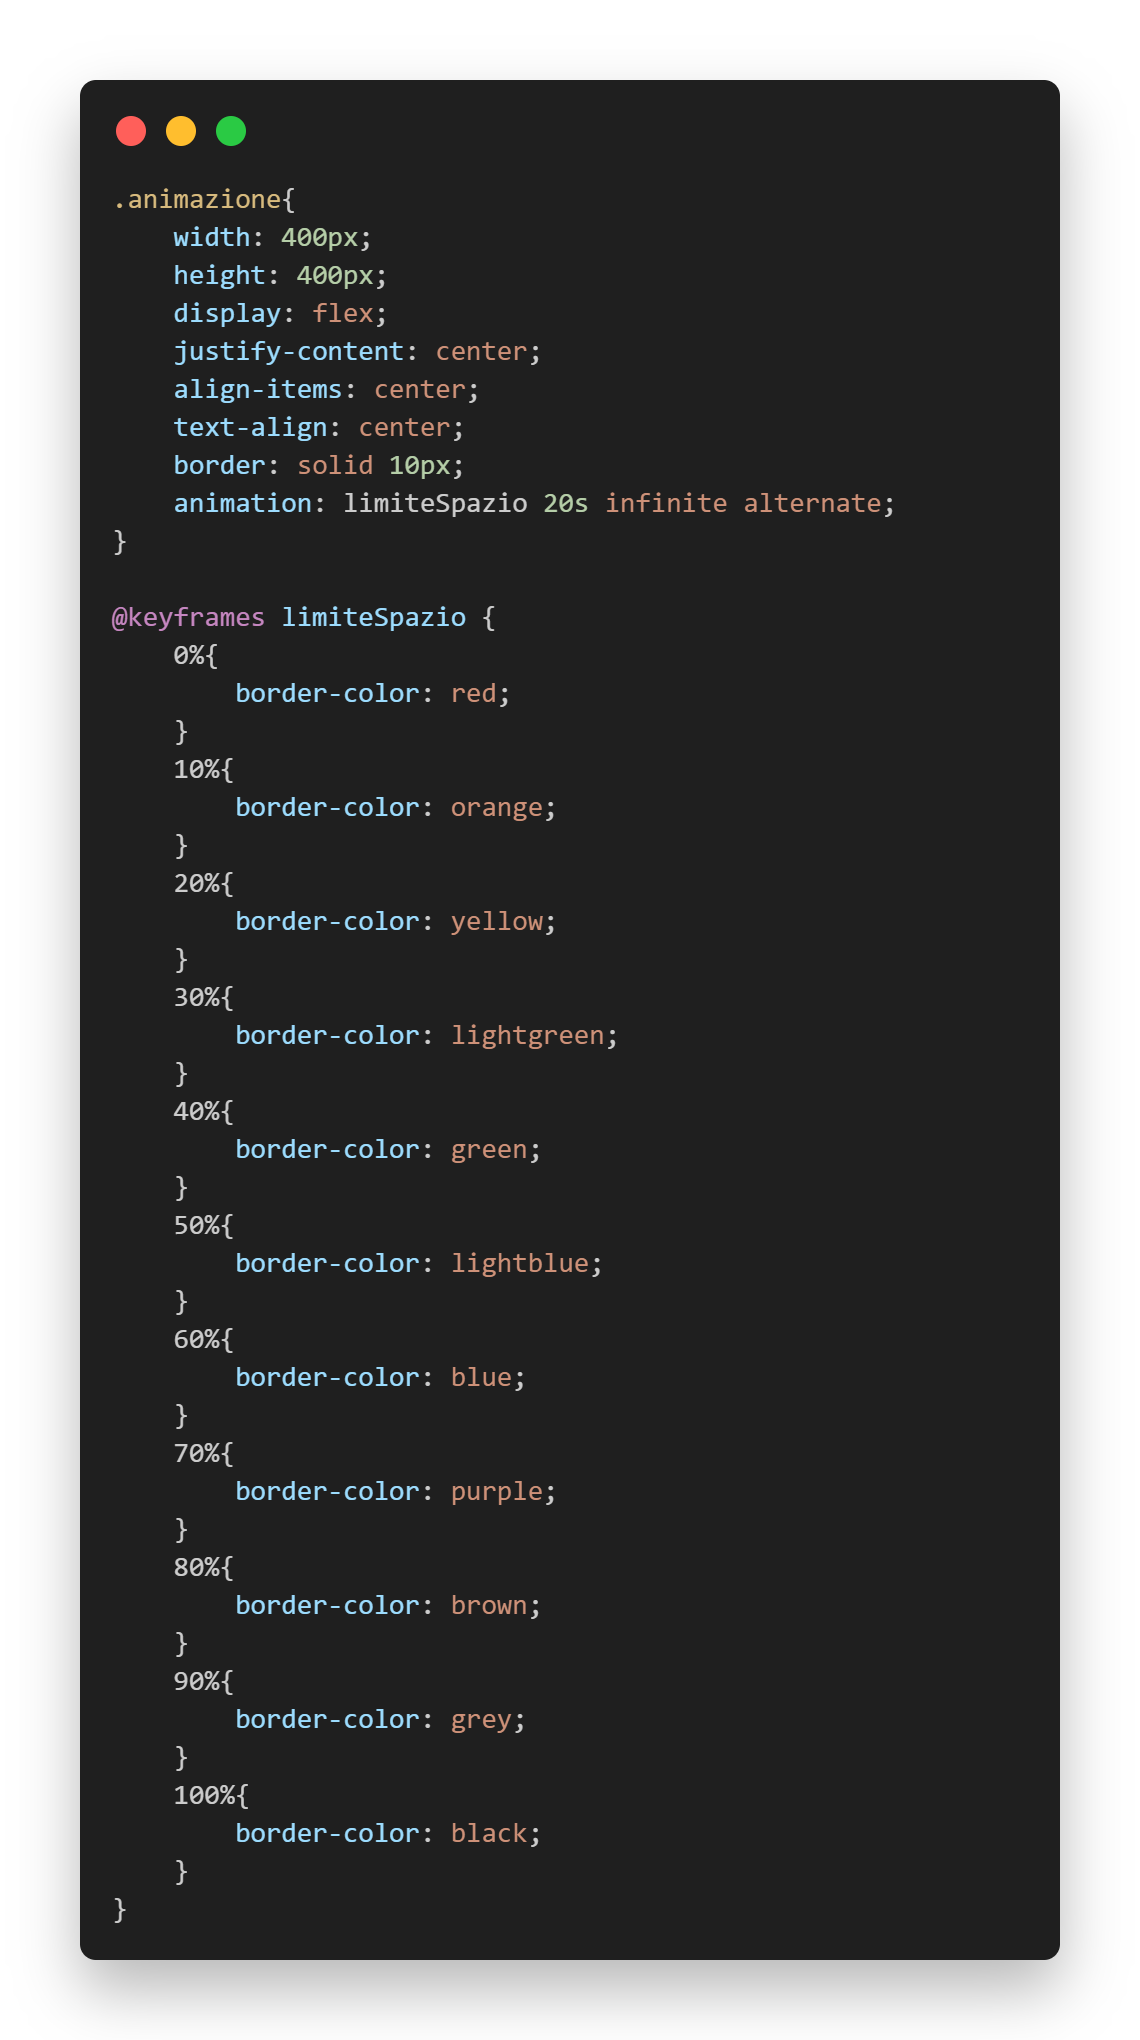 .animazione{
    width: 400px;
    height: 400px;
    display: flex;
    justify-content: center;
    align-items: center;
    text-align: center;
    border: solid 10px;
    animation: limiteSpazio 20s infinite alternate;
}

@keyframes limiteSpazio {
    0%{
        border-color: red;
    }
    10%{
        border-color: orange;
    }
    20%{
        border-color: yellow;
    }
    30%{
        border-color: lightgreen;
    }
    40%{
        border-color: green;
    }
    50%{
        border-color: lightblue;
    }
    60%{
        border-color: blue;
    }
    70%{
        border-color: purple;
    }
    80%{
        border-color: brown;
    }
    90%{
        border-color: grey;
    }
    100%{
        border-color: black;
    }
}